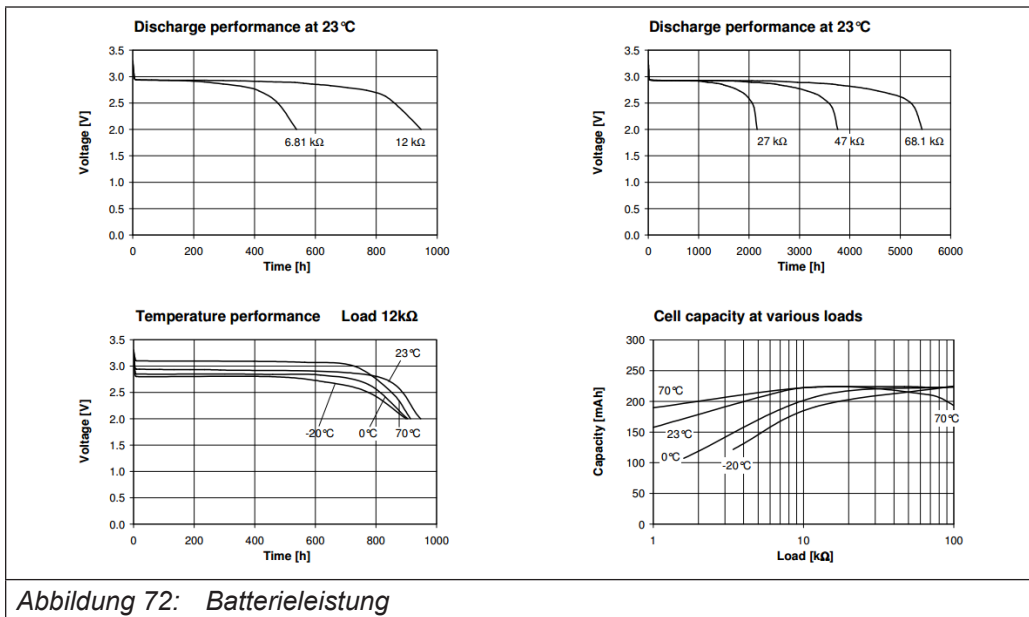 Discharge performance at 23°C
3.5
3.0
2.5
2.0
1.5
1.0
0.5
0.0
Voltage [V]
6.81 kΩ
12 kΩ
0 200 400 600 800 1000
Time [h]
Discharge performance at 23°C
3.5
3.0
2.5
2.0
1.5
1.0
0.5
0.0
Voltage [V]
27 kΩ
47 kΩ
68.1 kΩ
0 1000 2000 3000 4000 5000 6000
Time [h]
Temperature performance Load 12kΩ
3.5
3.0
2.5
2.0
1.5
1.0
0.5
0.0
Voltage [V]
23°C
-20°C
0°C
70°C
0 200 400 600 800 1000
Time [h]
Cell capacity at various loads
300
250
200
150
100
50
0
Capacity [mAh]
70°C
23°C
0°C
-20°C
70°C
1 10 100
Load [kΩ]
Abbildung 72: Batterieleistung